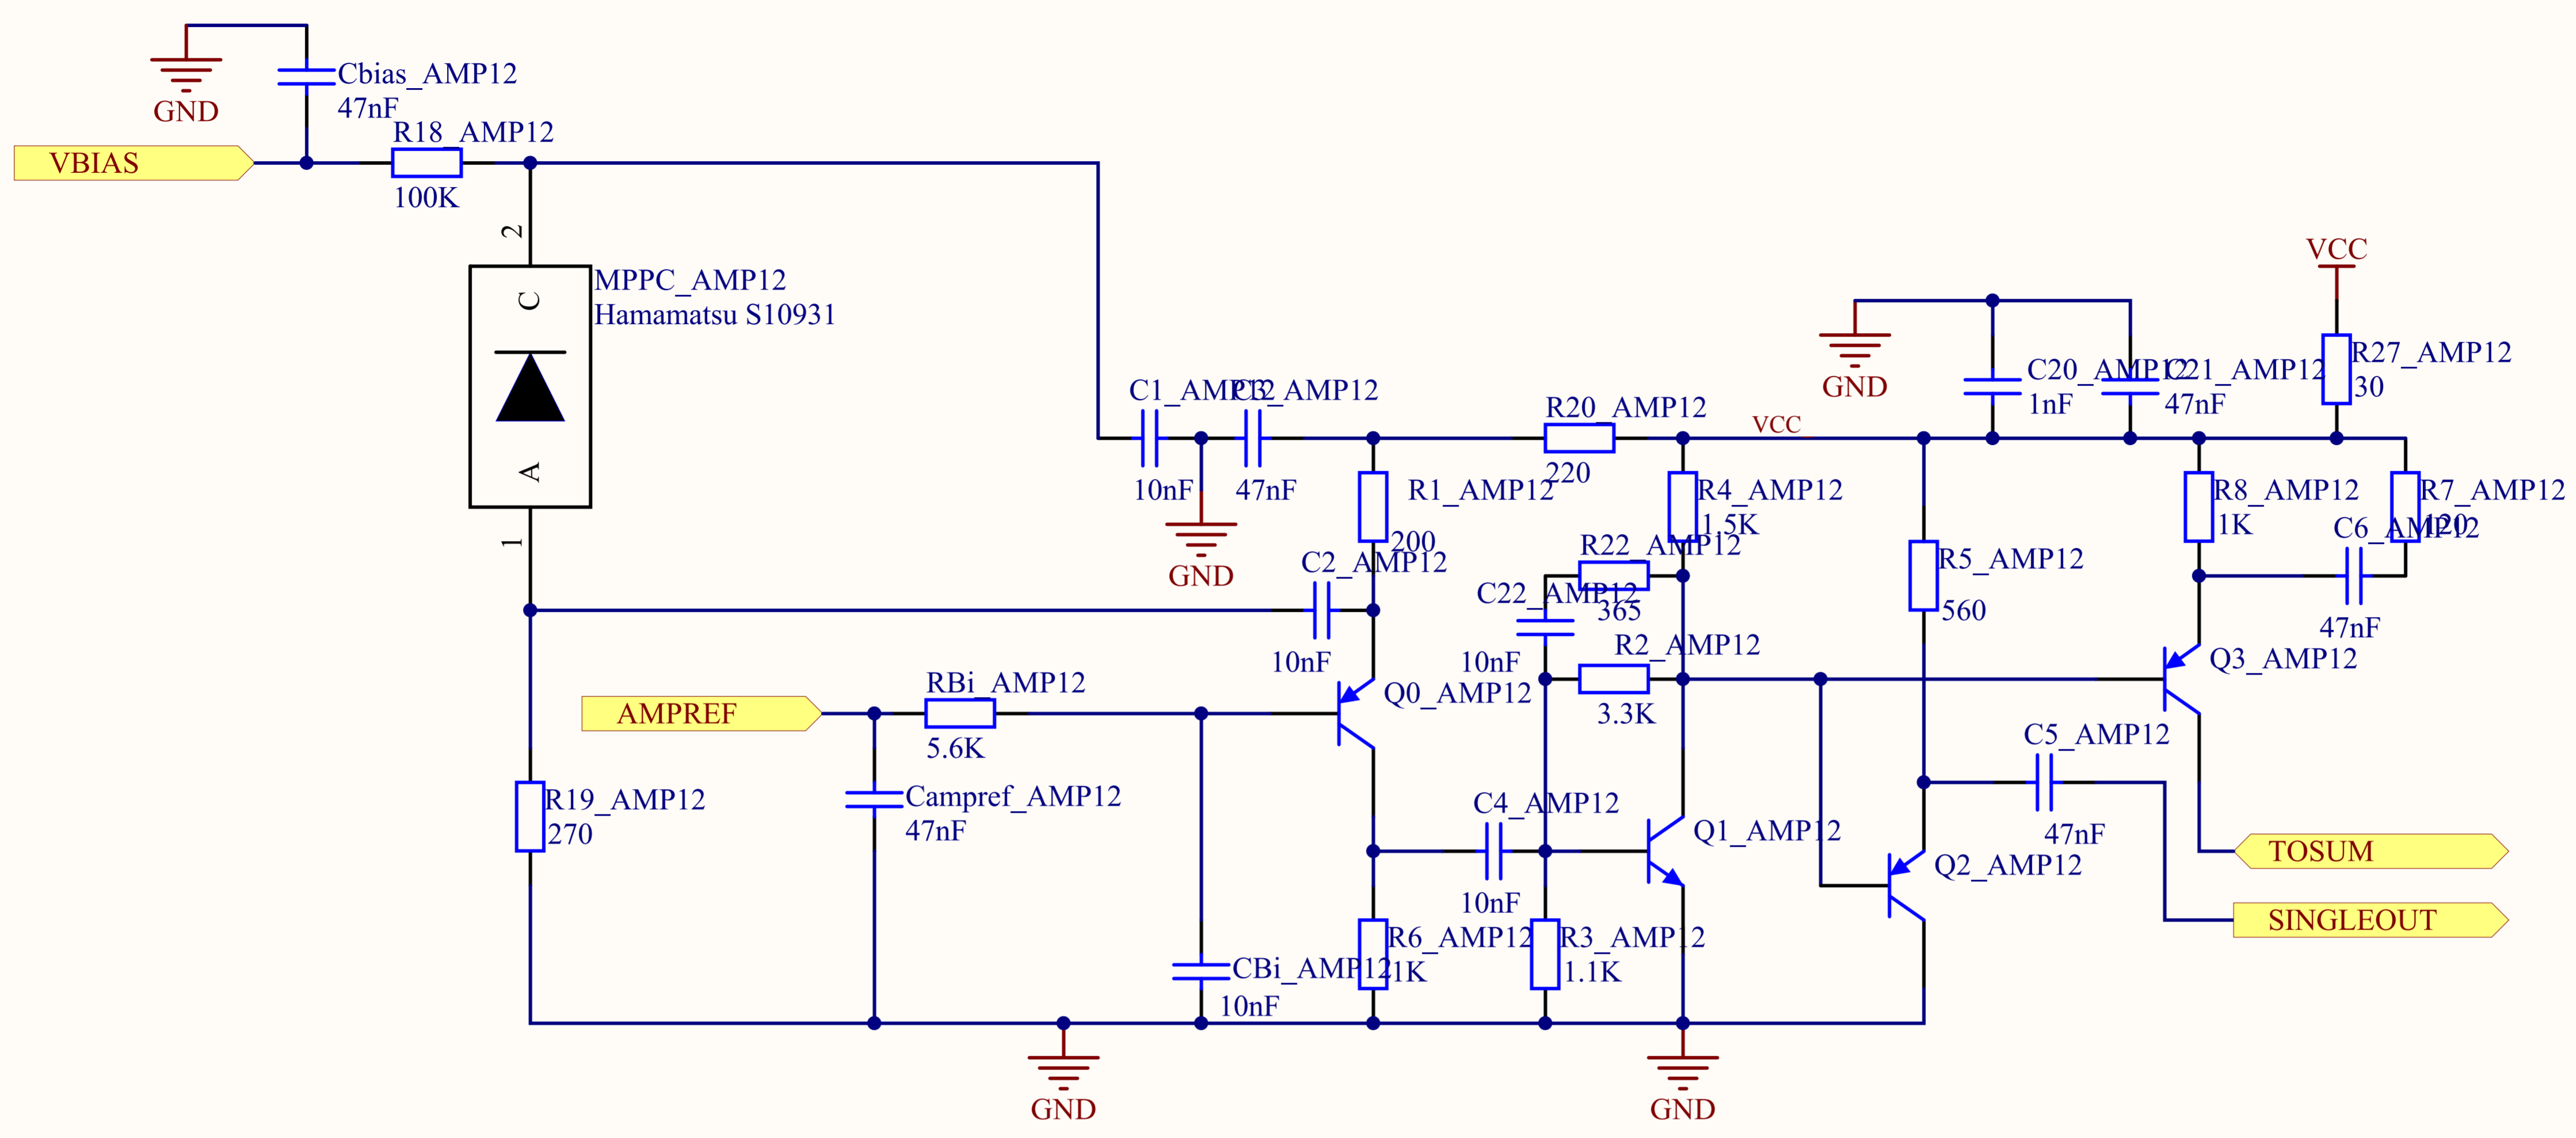 Cbias_AMP12
47nF
GND
R18_AMP12
VBIAS
100K
2
MPPC_AMP12
Hamamatsu S10931
C
A
1
VCC
R27_AMP12
30
C20_AMP12
1nF
C21_AMP12
47nF
GND
C1_AMP12
10nF
C3_AMP12
47nF
GND
R20_AMP12
220
VCC
R1_AMP12
200
R4_AMP12
1.5K
R8_AMP12
1K
R7_AMP12
120
C6_AMP12
47nF
C2_AMP12
10nF
R22_AMP12
365
C22_AMP12
10nF
R5_AMP12
560
R2_AMP12
3.3K
Q3_AMP12
RBi_AMP12
5.6K
AMPREF
Q0_AMP12
C5_AMP12
47nF
R19_AMP12
270
Campref_AMP12
47nF
C4_AMP12
10nF
Q1_AMP12
Q2_AMP12
TOSUM
SINGLEOUT
CBi_AMP12
10nF
R6_AMP12
1K
R3_AMP12
1.1K
GND
GND